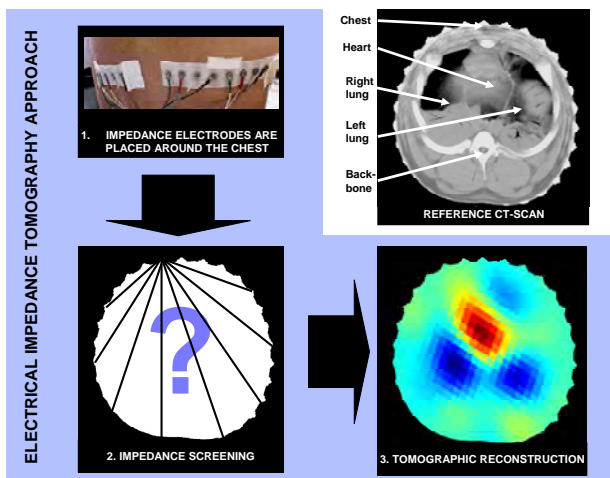 ELECTRICAL IMPEDANCE TOMOGRAPHY APPROACH
1. IMPEDANCE ELECTRODES ARE
PLACED AROUND THE CHEST
Chest
Heart
Right
lung
Left
lung
Back-
bone
REFERENCE CT-SCAN
?
2. IMPEDANCE SCREENING
3. TOMOGRAPHIC RECONSTRUCTION